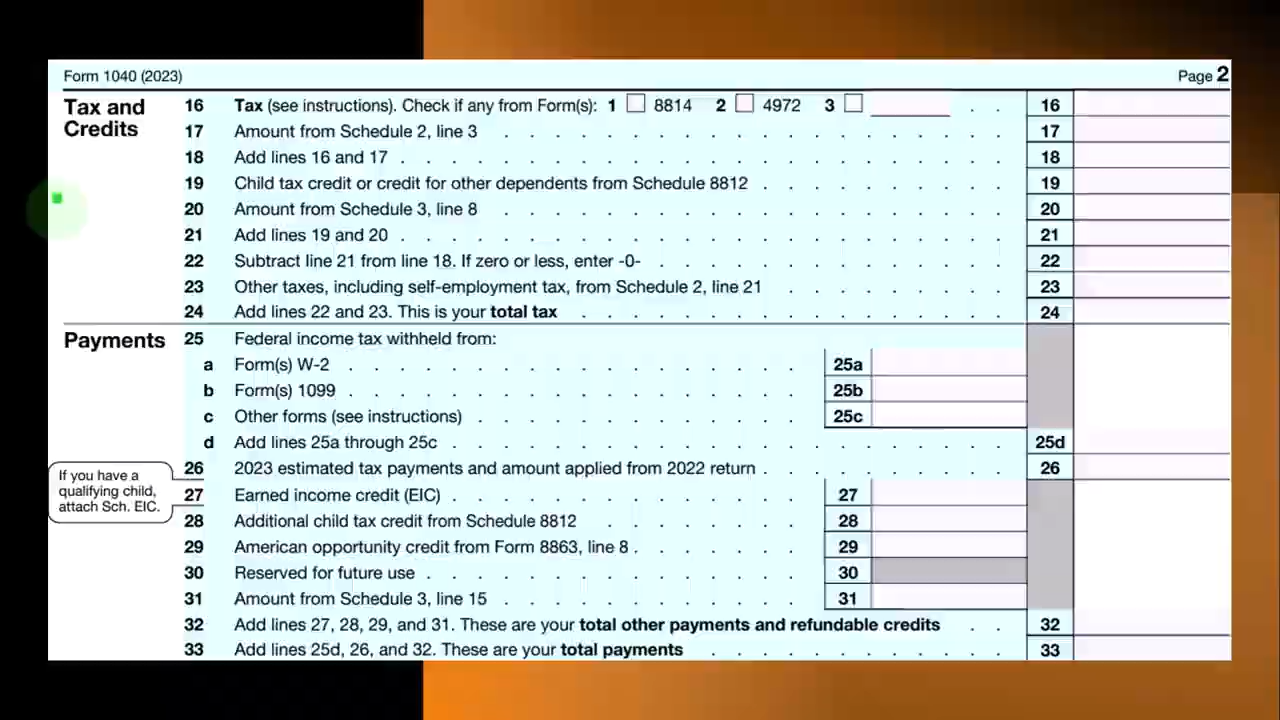 Form 1040 (2023) Page 2
Tax and Credits
16 Tax (see instructions). Check if any from Form(s): 1 8814 2 4972 3 . . 16
17 Amount from Schedule 2, line 3 17
18 Add lines 16 and 17 18
19 Child tax credit or credit for other dependents from Schedule 8812 19
20 Amount from Schedule 3, line 8 20
21 Add lines 19 and 20 21
22 Subtract line 21 from line 18. If zero or less, enter -0- 22
23 Other taxes, including self-employment tax, from Schedule 2, line 21 23
24 Add lines 22 and 23. This is your total tax 24
Payments
25 Federal income tax withheld from:
a Form(s) W-2 25a
b Form(s) 1099 25b
c Other forms (see instructions) 25c
d Add lines 25a through 25c 25d
26 2023 estimated tax payments and amount applied from 2022 return 26
If you have a
qualifying child,
attach Sch. EIC.
27 Earned income credit (EIC) 27
28 Additional child tax credit from Schedule 8812 28
29 American opportunity credit from Form 8863, line 8 29
30 Reserved for future use 30
31 Amount from Schedule 3, line 15 31
32 Add lines 27, 28, 29, and 31. These are your total other payments and refundable credits 32
33 Add lines 25d, 26, and 32. These are your total payments 33